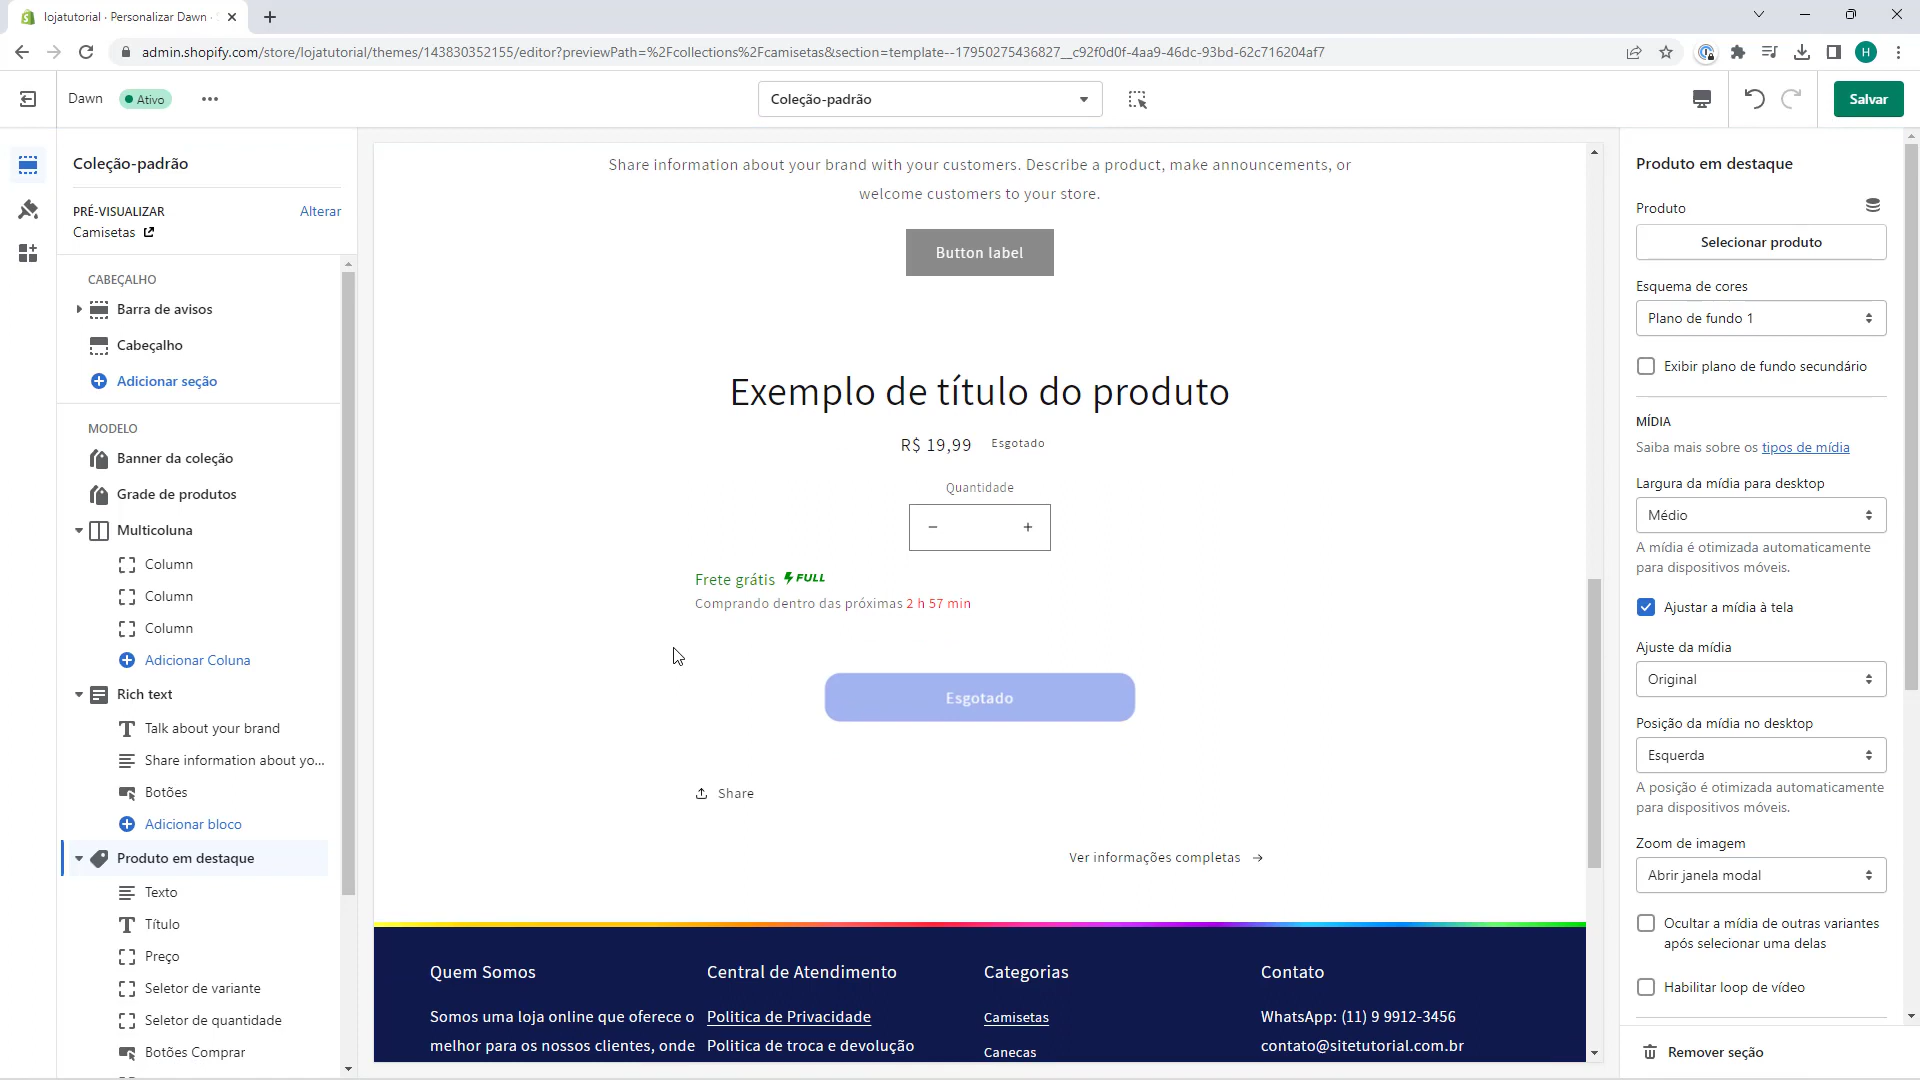 lojatutorial · Personalizar Dawn ·
admin.shopify.com/store/lojatutorial/themes/143830352155/editor?previewPath=%2Fcollections%2Fcamisetas&section=template--17950275436827__c92f0d0f-4aa9-46dc-93bd-62c716204af7
H
Dawn
Ativo
Coleção-padrão
Salvar
Coleção-padrão
PRÉ-VISUALIZAR
Alterar
Camisetas
CABEÇALHO
Barra de avisos
Cabeçalho
Adicionar seção
MODELO
Banner da coleção
Grade de produtos
Multicoluna
Column
Column
Column
Adicionar Coluna
Rich text
Talk about your brand
Share information about yo...
Botões
Adicionar bloco
Produto em destaque
Texto
Título
Preço
Seletor de variante
Seletor de quantidade
Botões Comprar
Share information about your brand with your customers. Describe a product, make announcements, or
welcome customers to your store.
Button label
Exemplo de título do produto
R$ 19,99 Esgotado
Quantidade
− +
Frete grátis FULL
Comprando dentro das próximas 2 h 57 min
Esgotado
Share
Ver informações completas →
Quem Somos
Somos uma loja online que oferece o
melhor para os nossos clientes, onde
Central de Atendimento
Politica de Privacidade
Politica de troca e devolução
Categorias
Camisetas
Canecas
Contato
WhatsApp: (11) 9 9912-3456
contato@sitetutorial.com.br
Produto em destaque
Produto
Selecionar produto
Esquema de cores
Plano de fundo 1
Exibir plano de fundo secundário
MÍDIA
Saiba mais sobre os tipos de mídia
Largura da mídia para desktop
Médio
A mídia é otimizada automaticamente
para dispositivos móveis.
Ajustar a mídia à tela
Ajuste da mídia
Original
Posição da mídia no desktop
Esquerda
A posição é otimizada automaticamente
para dispositivos móveis.
Zoom de imagem
Abrir janela modal
Ocultar a mídia de outras variantes
após selecionar uma delas
Habilitar loop de vídeo
Remover seção